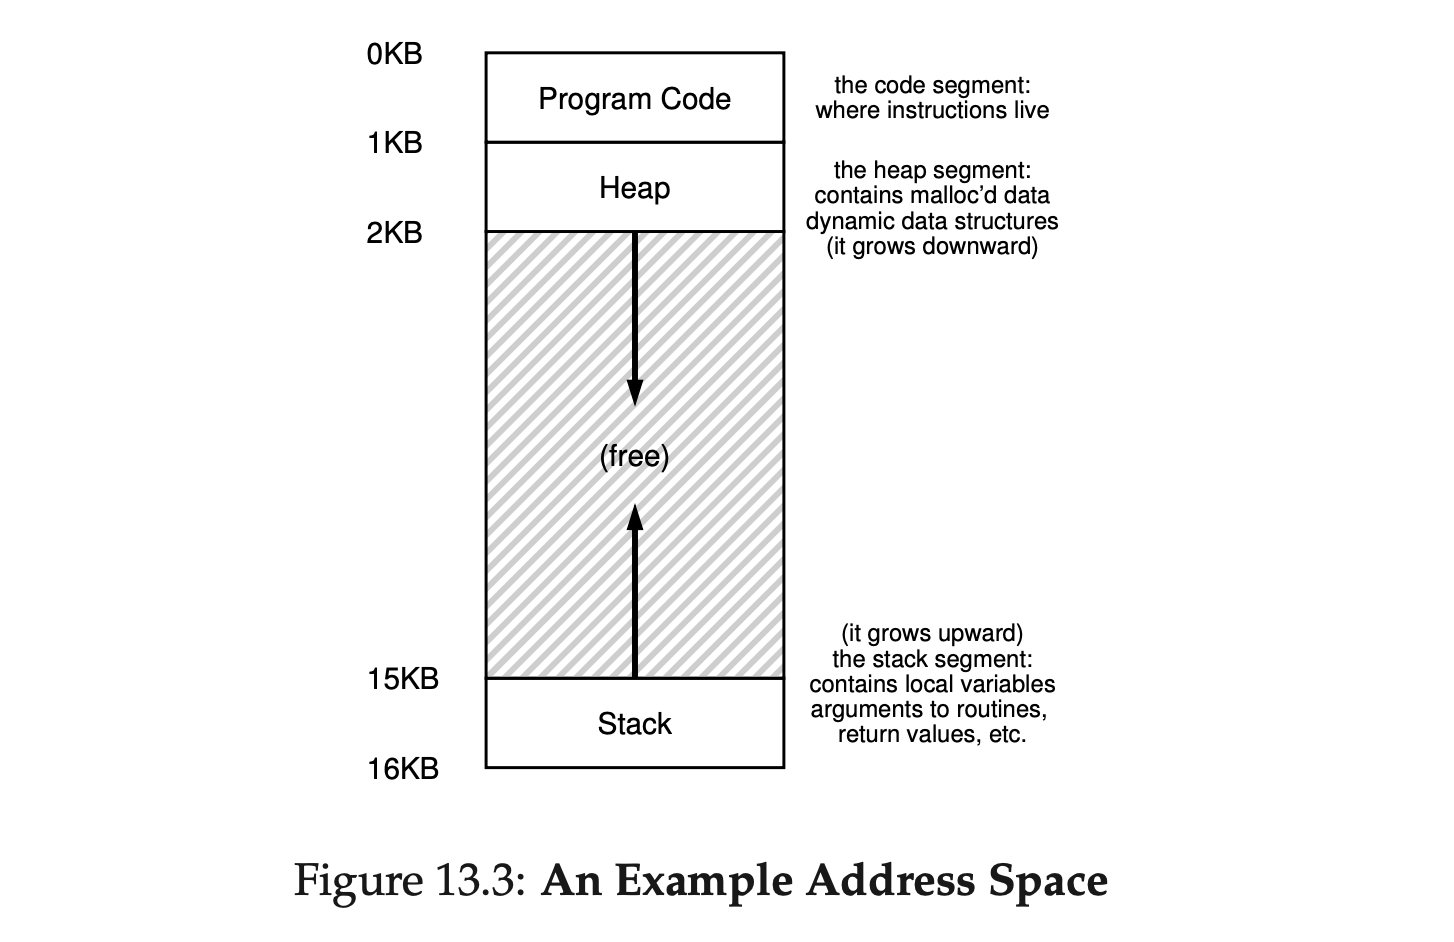 0KB
Program Code
the code segment:
where instructions live
1KB
Heap
the heap segment:
contains malloc’d data
dynamic data structures
(it grows downward)
2KB
(free)
(it grows upward)
the stack segment:
contains local variables
arguments to routines,
return values, etc.
15KB
Stack
16KB
Figure 13.3: An Example Address Space